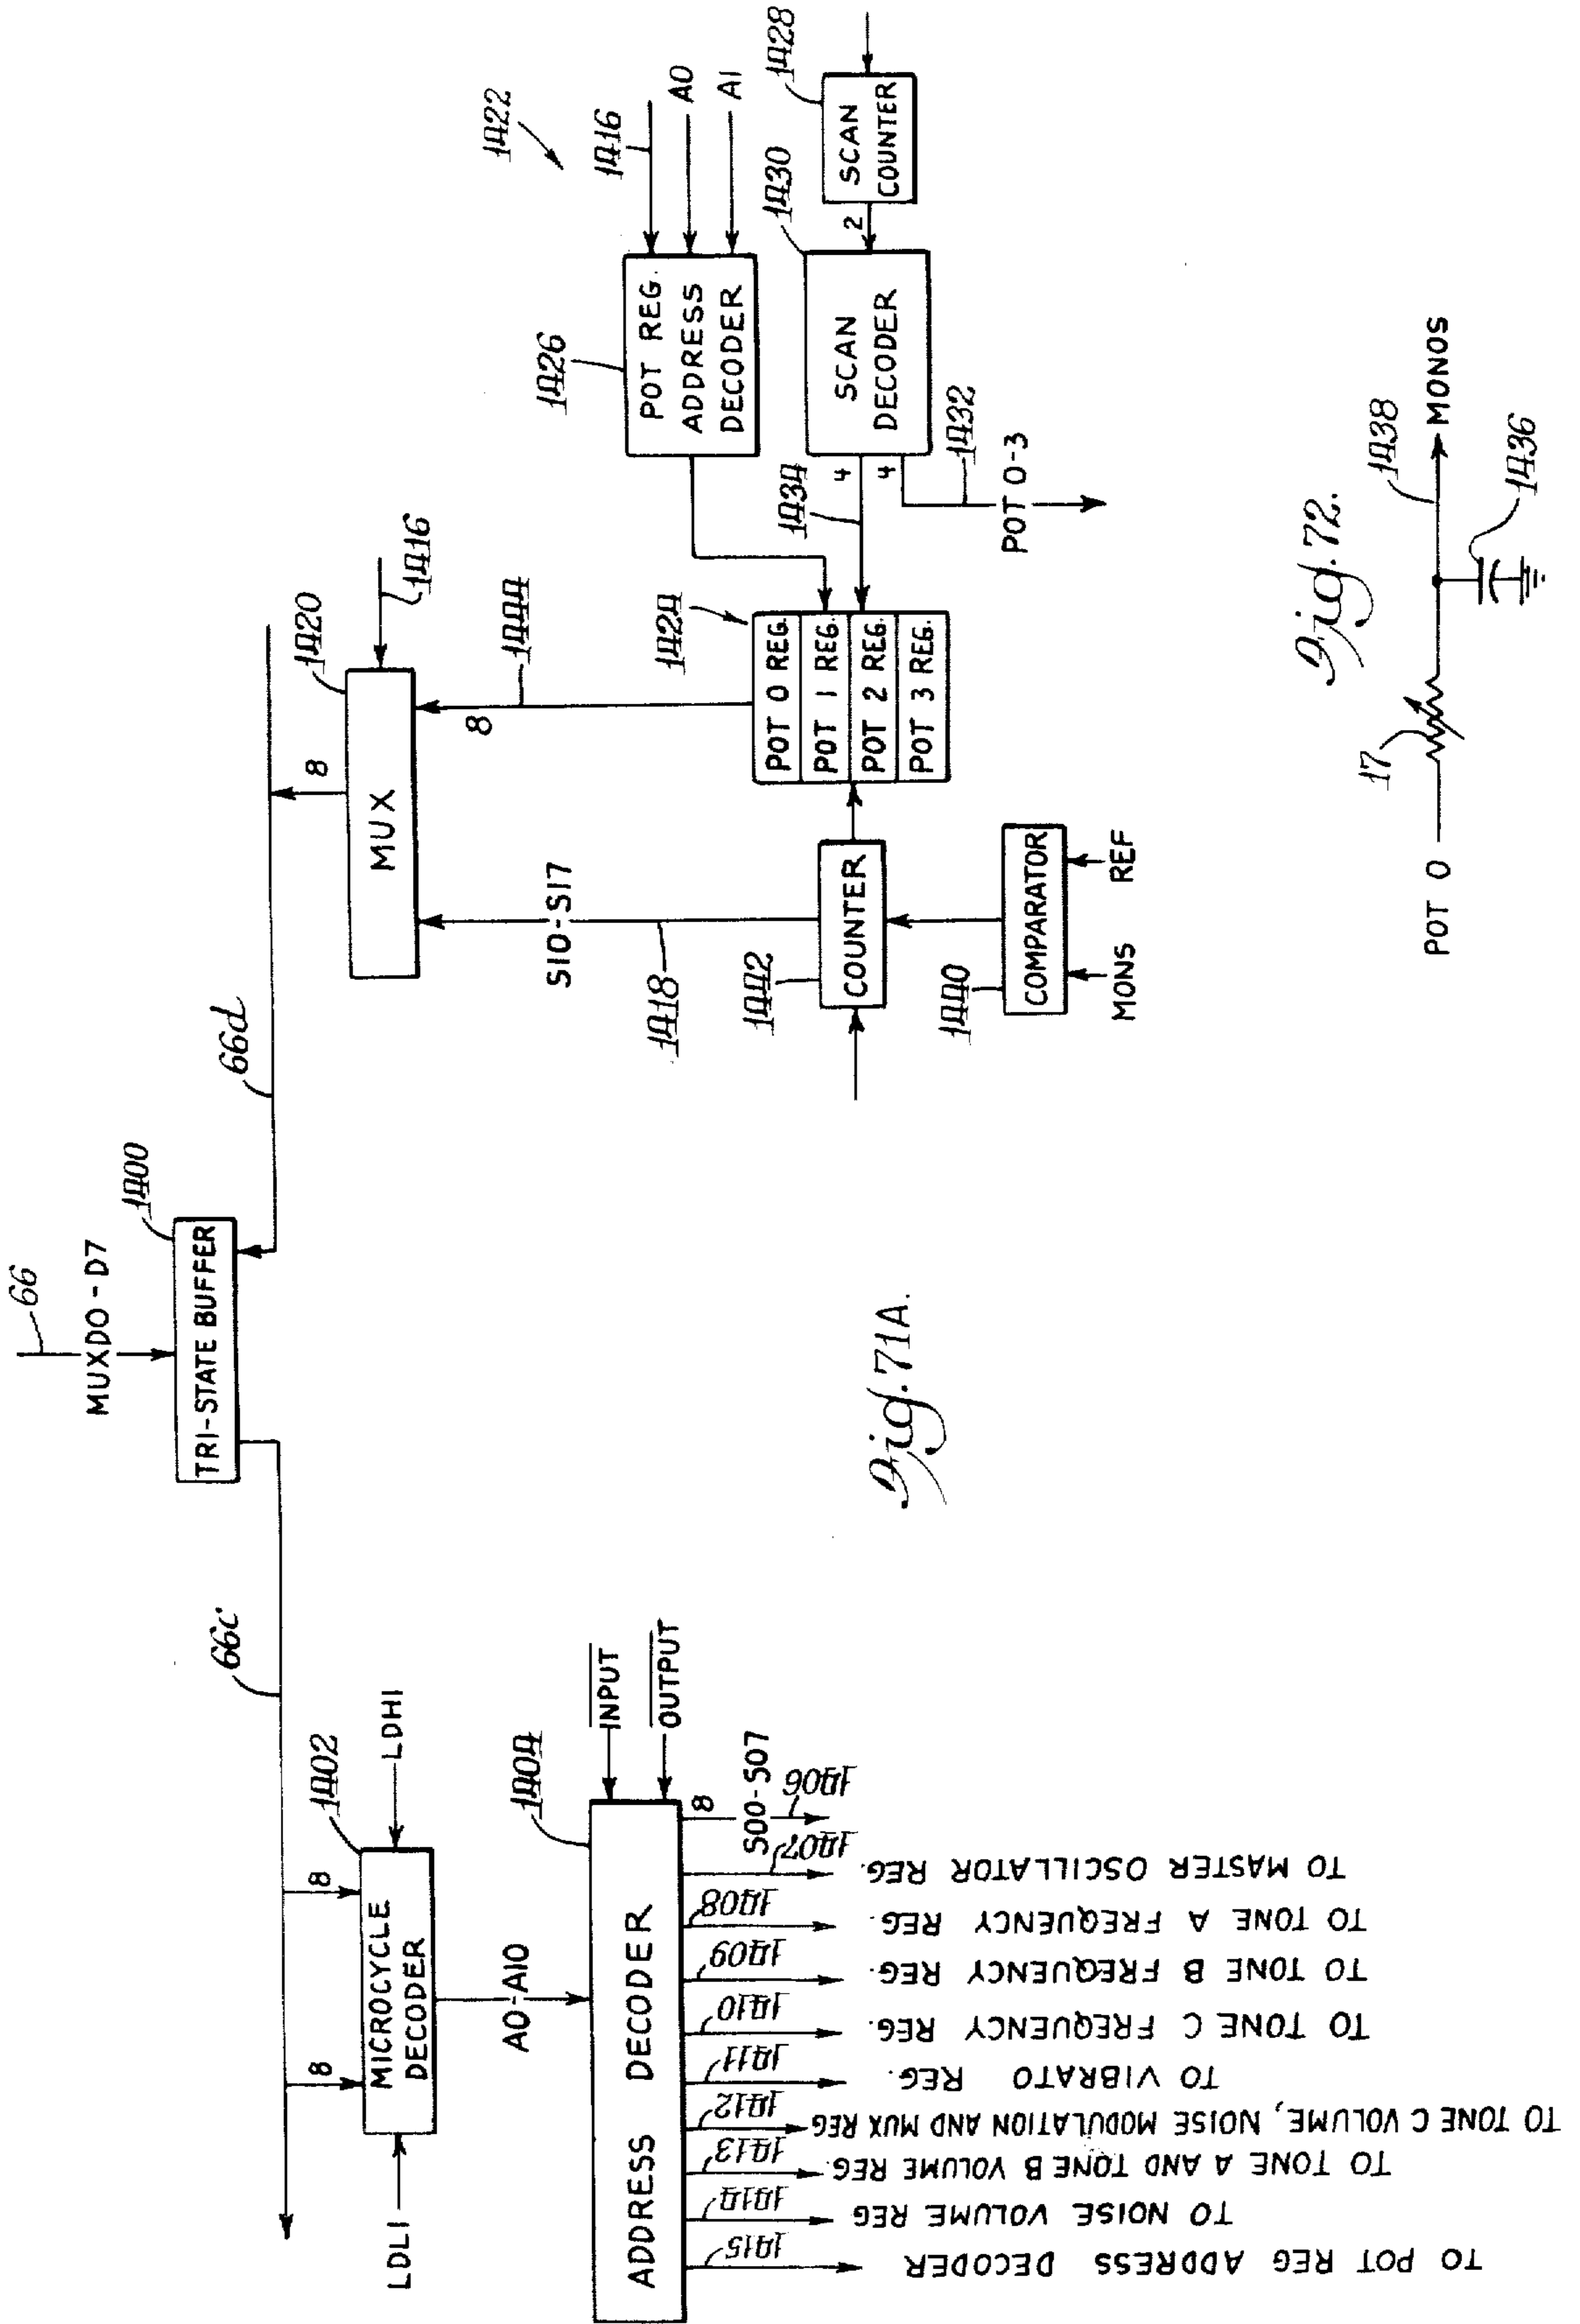 66
MUXD0-D7
1400
TRI-STATE BUFFER
66c
66d
8
8
1402
MICROCYCLE
DECODER
LDLI
LDHI
A0-A10
1404
ADDRESS DECODER
INPUT
OUTPUT
8
S00-S07
1406
1407
TO MASTER OSCILLATOR REG.
1408
TO TONE A FREQUENCY REG.
1409
TO TONE B FREQUENCY REG.
1410
TO TONE C FREQUENCY REG.
1411
TO VIBRATO REG.
1412
TO TONE C VOLUME, NOISE MODULATION AND MUX REG
1413
TO TONE A AND TONE B VOLUME REG
1414
TO NOISE VOLUME REG
1415
TO POT REG ADDRESS DECODER
8
1420
MUX
1416
SI0-SI7
1418
8
1444
1442
COUNTER
1440
COMPARATOR
MONS
REF
1424
POT 0 REG.
POT 1 REG.
POT 2 REG.
POT 3 REG.
1422
1426
POT REG.
ADDRESS
DECODER
1416
A0
A1
1434
4
4
1430
SCAN
DECODER
2
1428
SCAN
COUNTER
1432
POT 0-3
Fig. 71A.
POT 0
17
1438
MONOS
1436
Fig. 72.